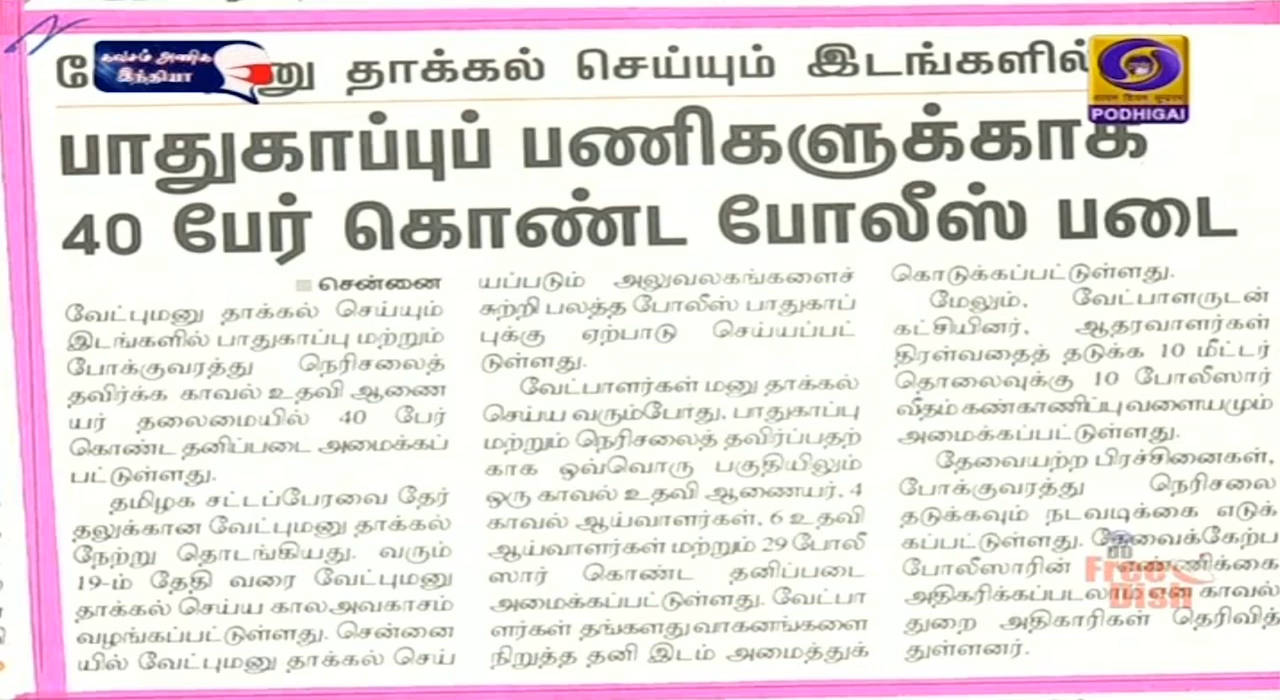 கவசம் அணிக
இந்தியா
னு தாக்கல் செய்யும் இடங்களில்
PODHIGAI
பாதுகாப்புப் பணிகளுக்காக
40 பேர் கொண்ட போலீஸ் படை
சென்னை
வேட்புமனு தாக்கல் செய்யும்
இடங்களில் பாதுகாப்பு மற்றும்
போக்குவரத்து நெரிசலைத்
தவிர்க்க காவல் உதவி ஆணை
யர் தலைமையில் 40 பேர்
கொண்ட தனிப்படை அமைக்கப்
பட்டுள்ளது.
தமிழக சட்டப்பேரவை தேர்
தலுக்கான வேட்புமனு தாக்கல்
நேற்று தொடங்கியது. வரும்
19-ம் தேதி வரை வேட்புமனு
தாக்கல் செய்ய காலஅவகாசம்
வழங்கப்பட்டுள்ளது. சென்னை
யில் வேட்புமனு தாக்கல் செய்
யப்படும் அலுவலகங்களைச்
சுற்றி பலத்த போலீஸ் பாதுகாப்
புக்கு ஏற்பாடு செய்யப்பட்
டுள்ளது.
வேட்பாளர்கள் மனு தாக்கல்
செய்ய வரும்போது, பாதுகாப்பு
மற்றும் நெரிசலைத் தவிர்ப்பதற்
காக ஒவ்வொரு பகுதியிலும்
ஒரு காவல் உதவி ஆணையர், 4
காவல் ஆய்வாளர்கள், 6 உதவி
ஆய்வாளர்கள் மற்றும் 29 போலீ
ஸார் கொண்ட தனிப்படை
அமைக்கப்பட்டுள்ளது. வேட்பா
ளர்கள் தங்களது வாகனங்களை
நிறுத்த தனி இடம் அமைத்துக்
கொடுக்கப்பட்டுள்ளது.
மேலும், வேட்பாளருடன்
கட்சியினர், ஆதரவாளர்கள்
திரள்வதைத் தடுக்க 10 மீட்டர்
தொலைவுக்கு 10 போலீஸார்
வீதம் கண்காணிப்பு வளையமும்
அமைக்கப்பட்டுள்ளது.
தேவையற்ற பிரச்சினைகள்,
போக்குவரத்து நெரிசலை
தடுக்கவும் நடவடிக்கை எடுக்
கப்பட்டுள்ளது. தேவைக்கேற்ப
போலீஸாரின் எண்ணிக்கை
அதிகரிக்கப்படலாம் என காவல்
துறை அதிகாரிகள் தெரிவித்
துள்ளனர்.
DD
Free
Dish